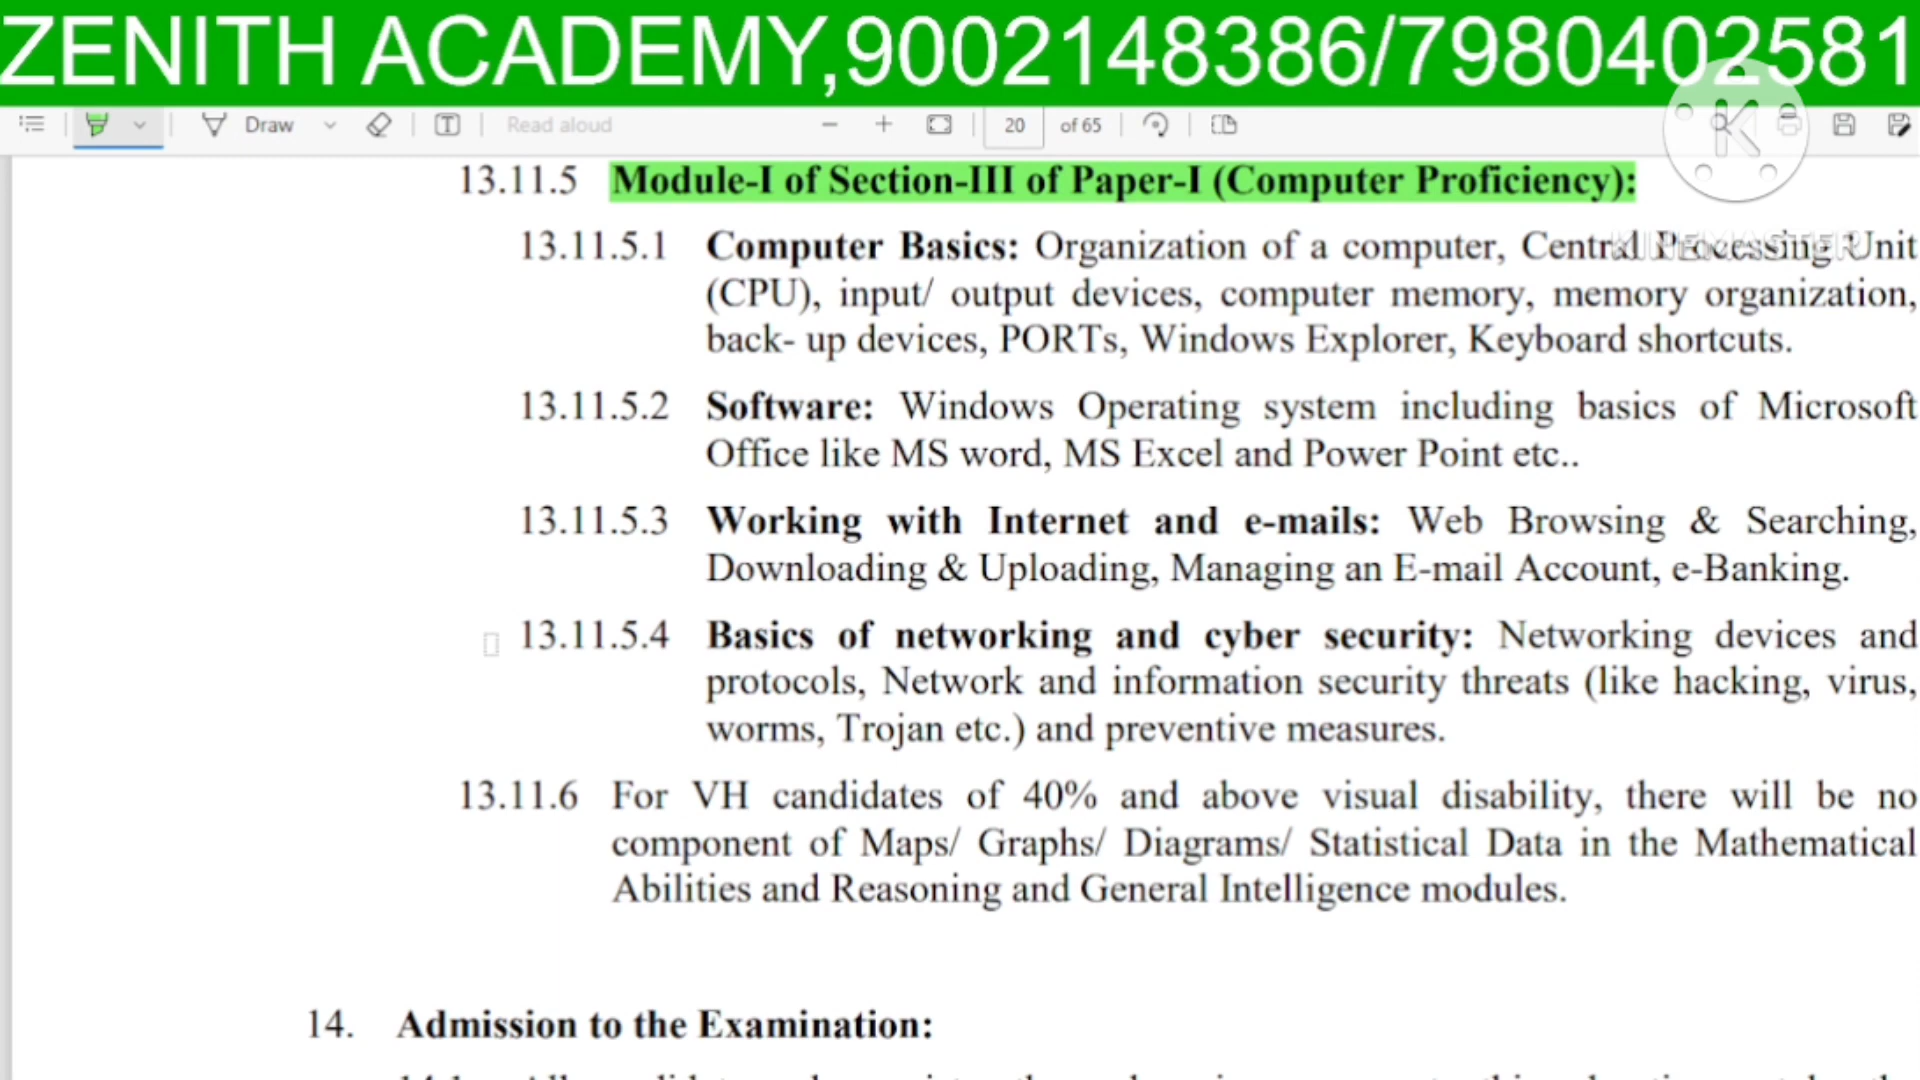 ZENITH ACADEMY,9002148386/7980402581
Draw Read aloud 20 of 65
13.11.5 Module-I of Section-III of Paper-I (Computer Proficiency):
13.11.5.1 Computer Basics: Organization of a computer, Central Processing Unit
(CPU), input/ output devices, computer memory, memory organization,
back- up devices, PORTs, Windows Explorer, Keyboard shortcuts.
13.11.5.2 Software: Windows Operating system including basics of Microsoft
Office like MS word, MS Excel and Power Point etc..
13.11.5.3 Working with Internet and e-mails: Web Browsing & Searching,
Downloading & Uploading, Managing an E-mail Account, e-Banking.
13.11.5.4 Basics of networking and cyber security: Networking devices and
protocols, Network and information security threats (like hacking, virus,
worms, Trojan etc.) and preventive measures.
13.11.6 For VH candidates of 40% and above visual disability, there will be no
component of Maps/ Graphs/ Diagrams/ Statistical Data in the Mathematical
Abilities and Reasoning and General Intelligence modules.
14. Admission to the Examination:
K
KINEMASTER